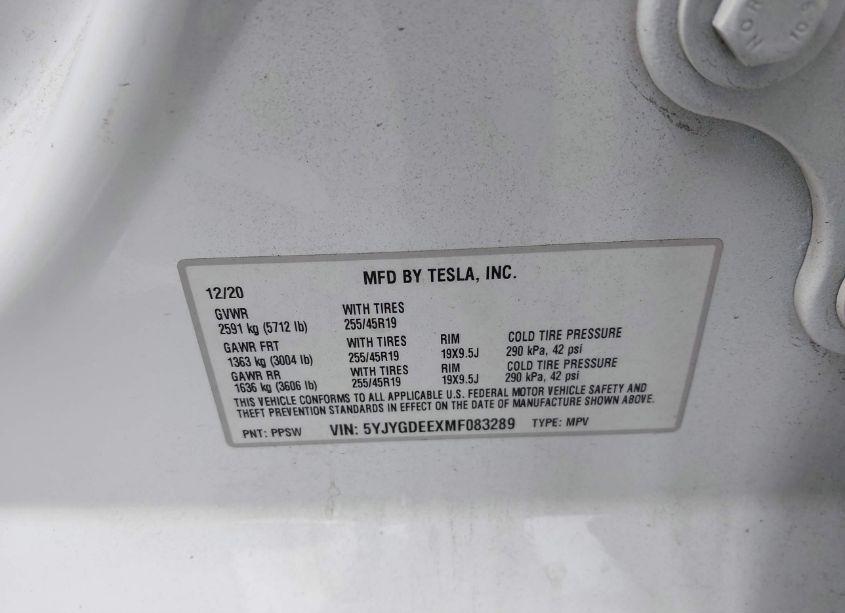 MFD BY TESLA, INC.
12/20
GVWR WITH TIRES
2591 kg (5712 lb) 255/45R19
GAWR FRT WITH TIRES RIM COLD TIRE PRESSURE
1363 kg (3004 lb) 255/45R19 19X9.5J 290 kPa, 42 psi
GAWR RR WITH TIRES RIM COLD TIRE PRESSURE
1636 kg (3606 lb) 255/45R19 19X9.5J 290 kPa, 42 psi
THIS VEHICLE CONFORMS TO ALL APPLICABLE U.S. FEDERAL MOTOR VEHICLE SAFETY AND
THEFT PREVENTION STANDARDS IN EFFECT ON THE DATE OF MANUFACTURE SHOWN ABOVE.
PNT: PPSW VIN: 5YJYGDEEXMF083289 TYPE: MPV